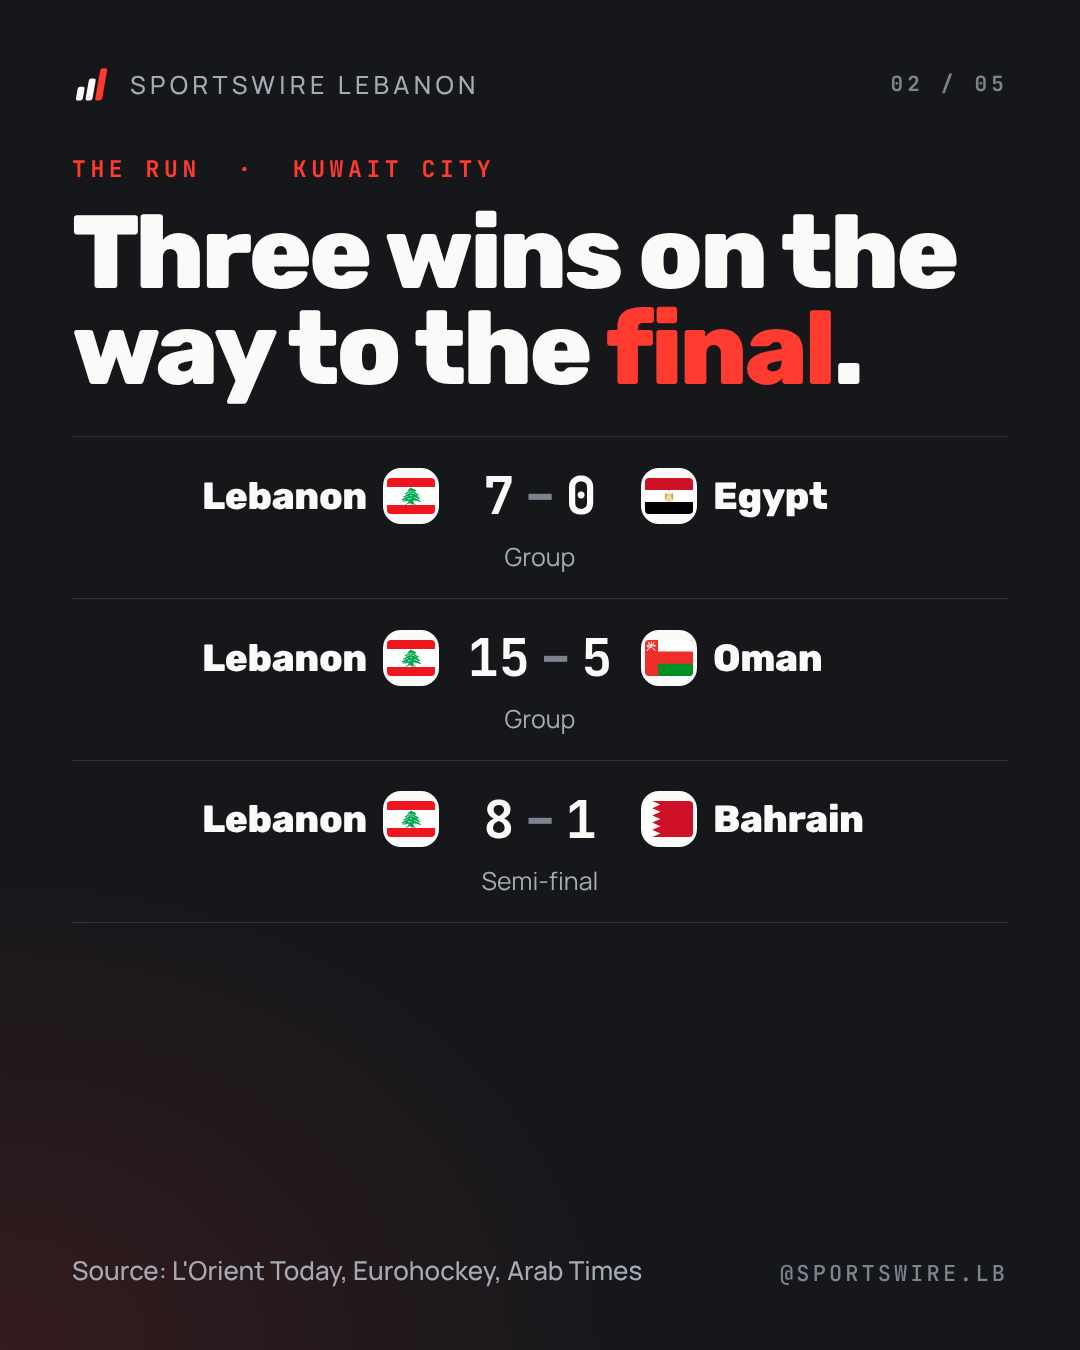 SPORTSWIRE LEBANON
02 / 05
THE RUN · KUWAIT CITY
Three wins on the
way to the final.
Lebanon 7 – 0 Egypt
Group
Lebanon 15 – 5 Oman
Group
Lebanon 8 – 1 Bahrain
Semi-final
Source: L'Orient Today, Eurohockey, Arab Times
@SPORTSWIRE.LB